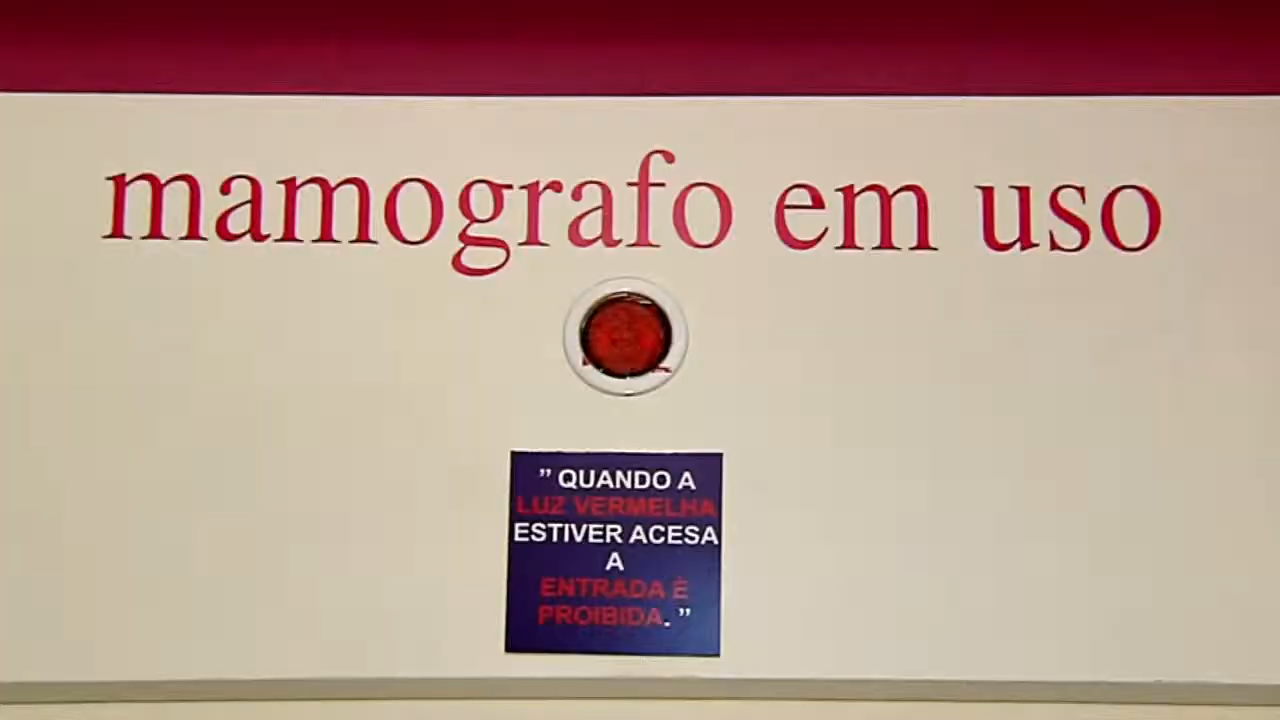 mamografo em uso
” QUANDO A
LUZ VERMELHA
ESTIVER ACESA
A
ENTRADA É
PROIBIDA. ”